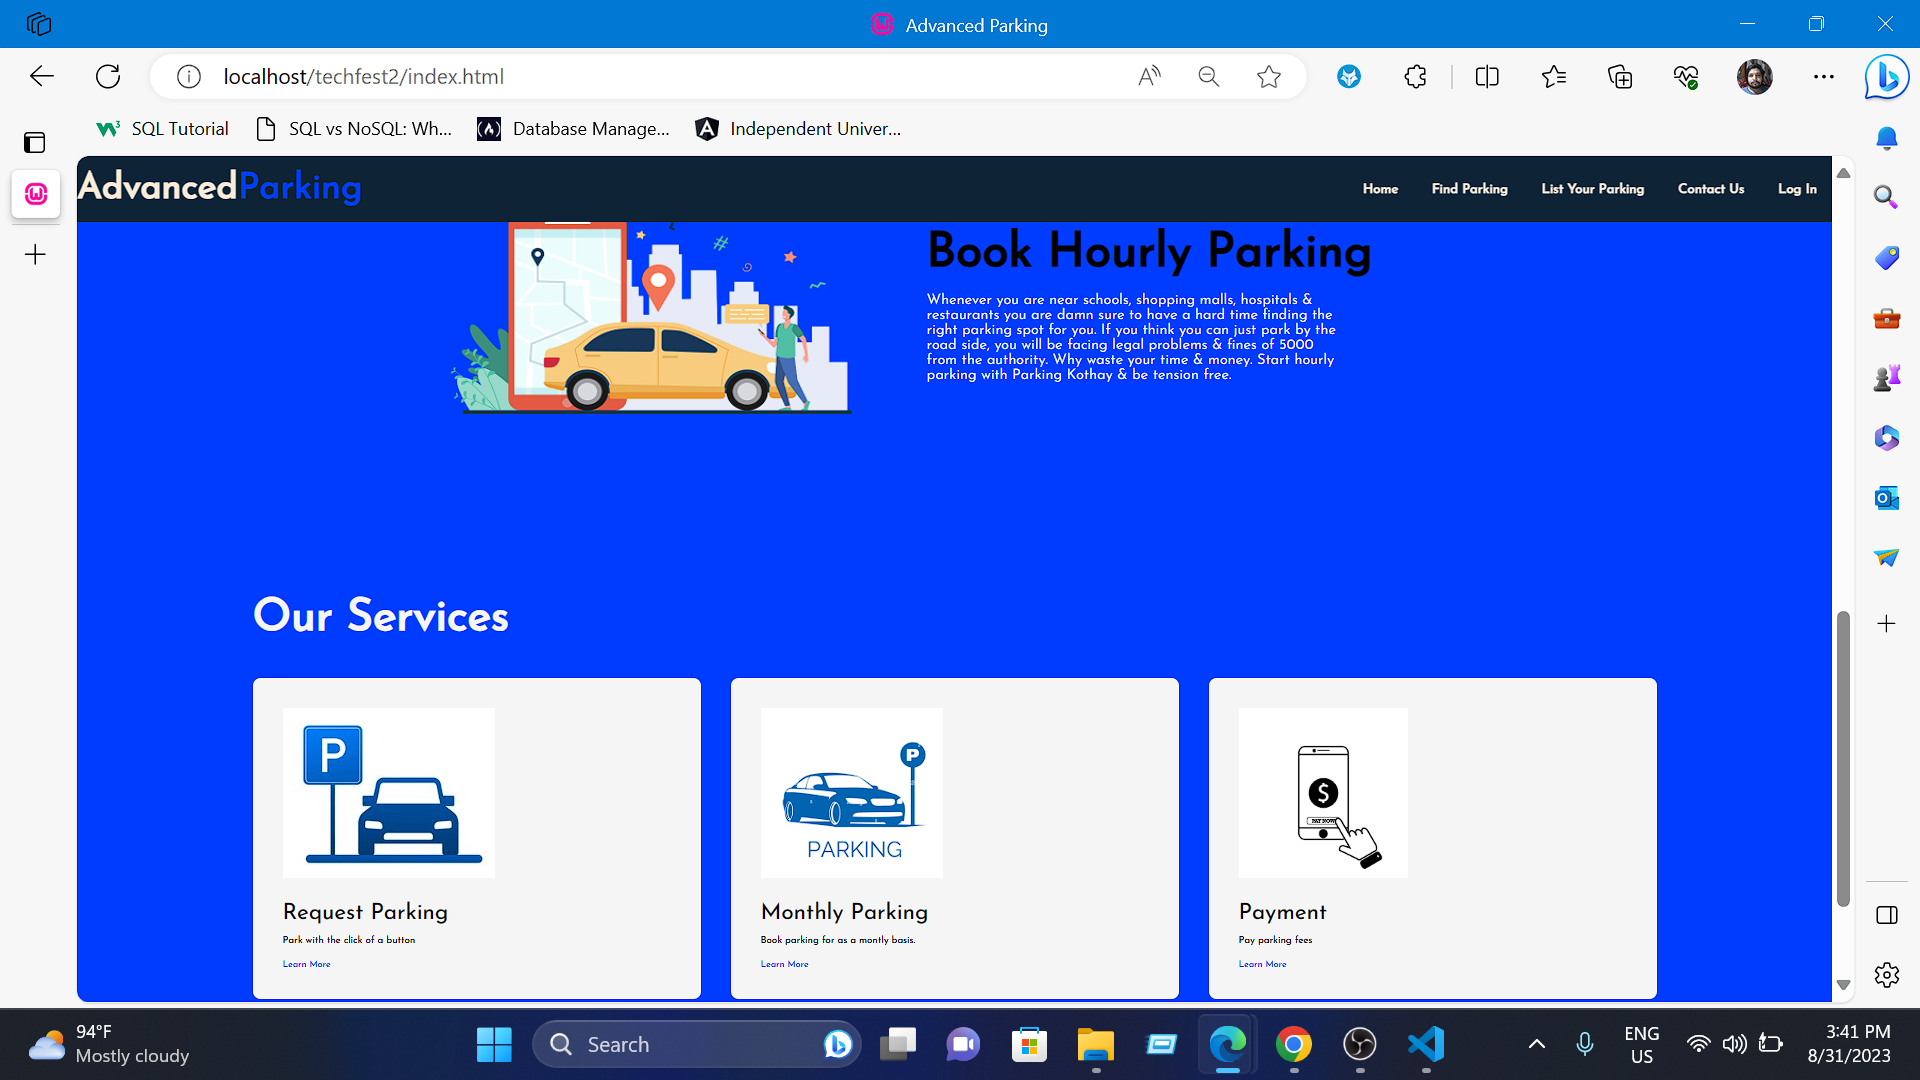 Advanced Parking
localhost/techfest2/index.html
SQL Tutorial
SQL vs NoSQL: Wh...
Database Manage...
Independent Univer...
AdvancedParking
Home
Find Parking
List Your Parking
Contact Us
Log In
Book Hourly Parking
Whenever you are near schools, shopping malls, hospitals &
restaurants you are damn sure to have a hard time finding the
right parking spot for you. If you think you can just park by the
road side, you will be facing legal problems & fines of 5000
from the authority. Why waste your time & money. Start hourly
parking with Parking Kothay & be tension free.
Our Services
P
P
PARKING
$
PAY NOW
Request Parking
Park with the click of a button
Learn More
Monthly Parking
Book parking for as a montly basis.
Learn More
Payment
Pay parking fees
Learn More
94°F
Mostly cloudy
Search
ENG
US
3:41 PM
8/31/2023